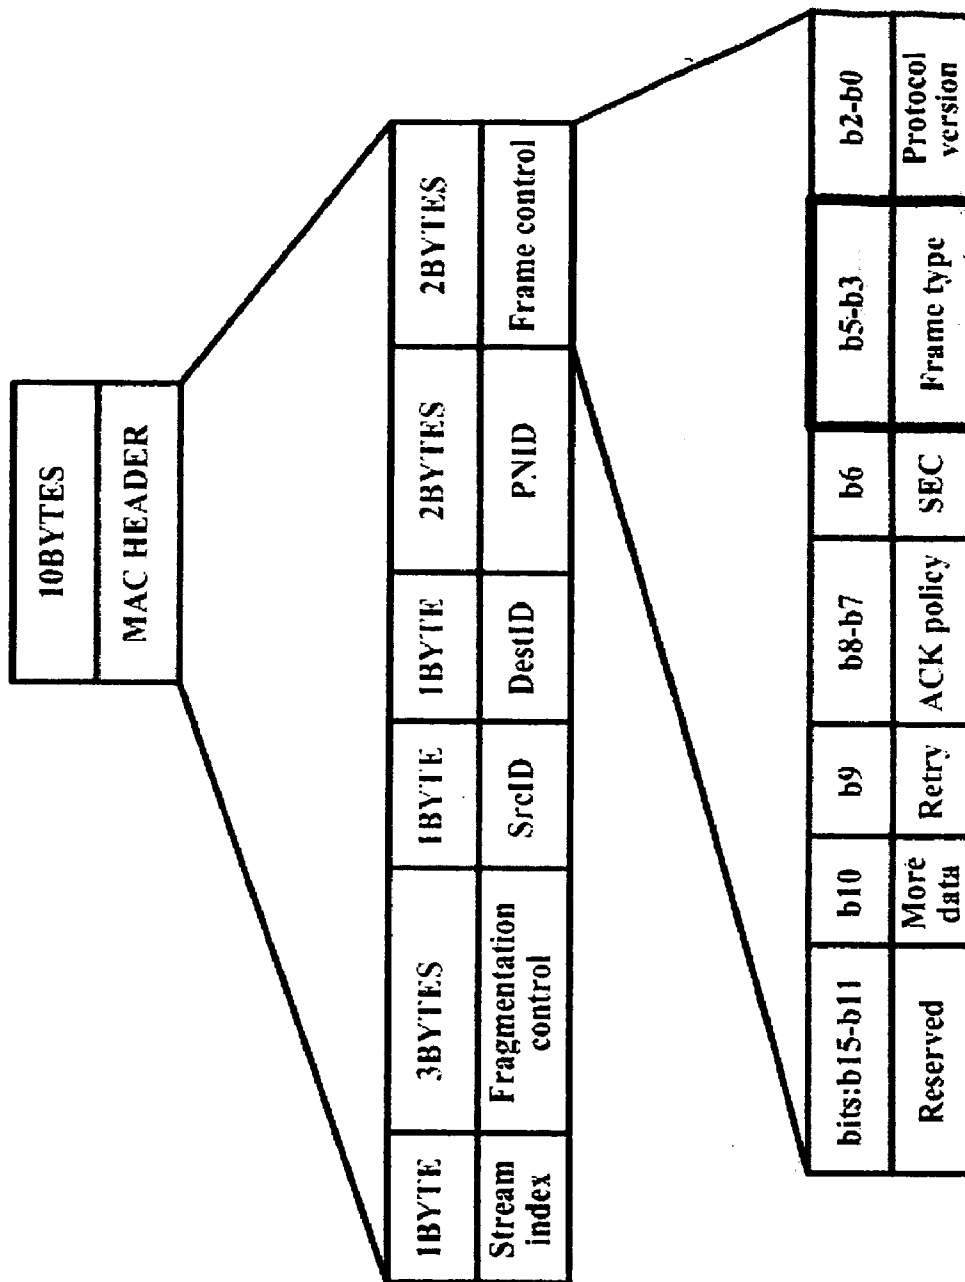 10BYTES
MAC HEADER
1BYTE
3BYTES
1BYTE
1BYTE
2BYTES
2BYTES
Stream
index
Fragmentation
control
SrcID
DestID
PNID
Frame control
bits:b15-b11
b10
b9
b8-b7
b6
b5-b3
b2-b0
Reserved
More
data
Retry
ACK policy
SEC
Frame type
Protocol
version